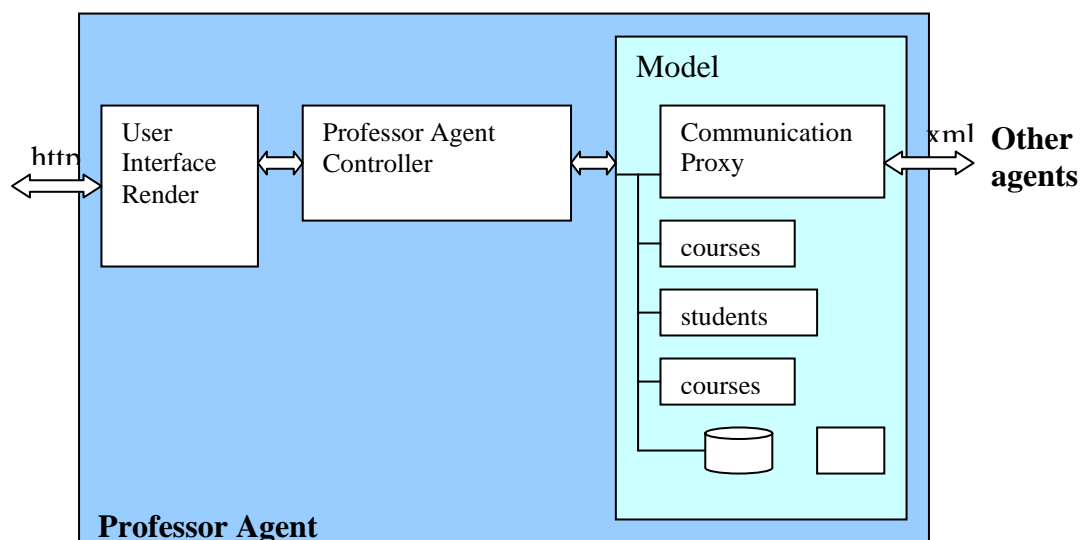 Model
User
Interface
Render
Professor Agent
Controller
Communication
Proxy
http
xml
Other
agents
courses
students
courses
Professor Agent